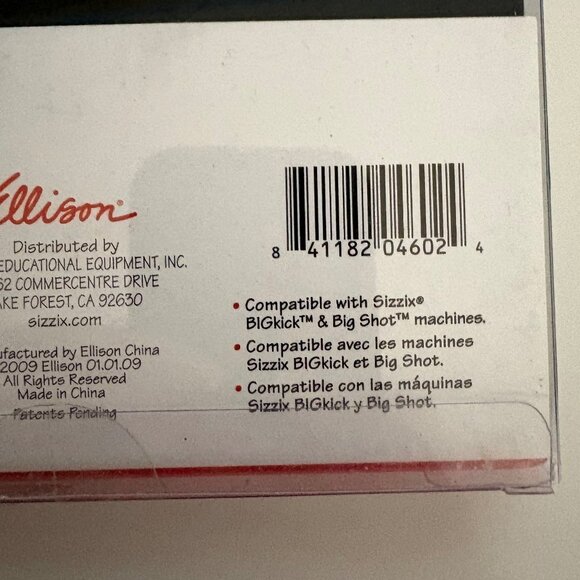 Ellison®
Distributed by
EDUCATIONAL EQUIPMENT, INC.
62 COMMERCENTRE DRIVE
AKE FOREST, CA 92630
sizzix.com
ufactured by Ellison China
2009 Ellison 01.01.09
All Rights Reserved
Made in China
Patents Pending
8 41182 04602 4
• Compatible with Sizzix®
BIGkick™ & Big Shot™ machines.
• Compatible avec les machines
Sizzix BIGkick et Big Shot.
• Compatible con las máquinas
Sizzix BIGkick y Big Shot.